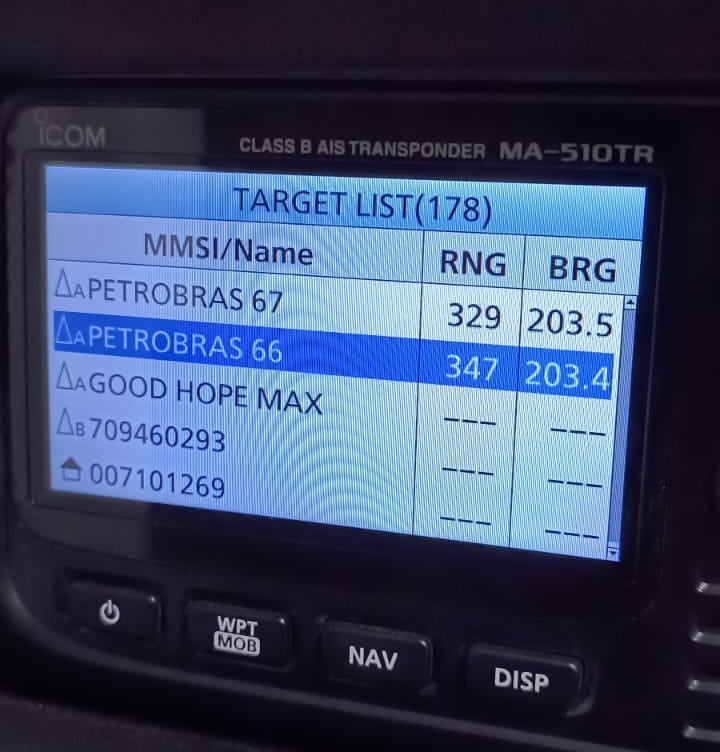 ICOM
CLASS B AIS TRANSPONDER MA-510TR
TARGET LIST(178)
MMSI/Name RNG BRG
A PETROBRAS 67 329 203.5
A PETROBRAS 66 347 203.4
A GOOD HOPE MAX --- ---
B 709460293 --- ---
007101269 --- ---
WPT
MOB
NAV
DISP